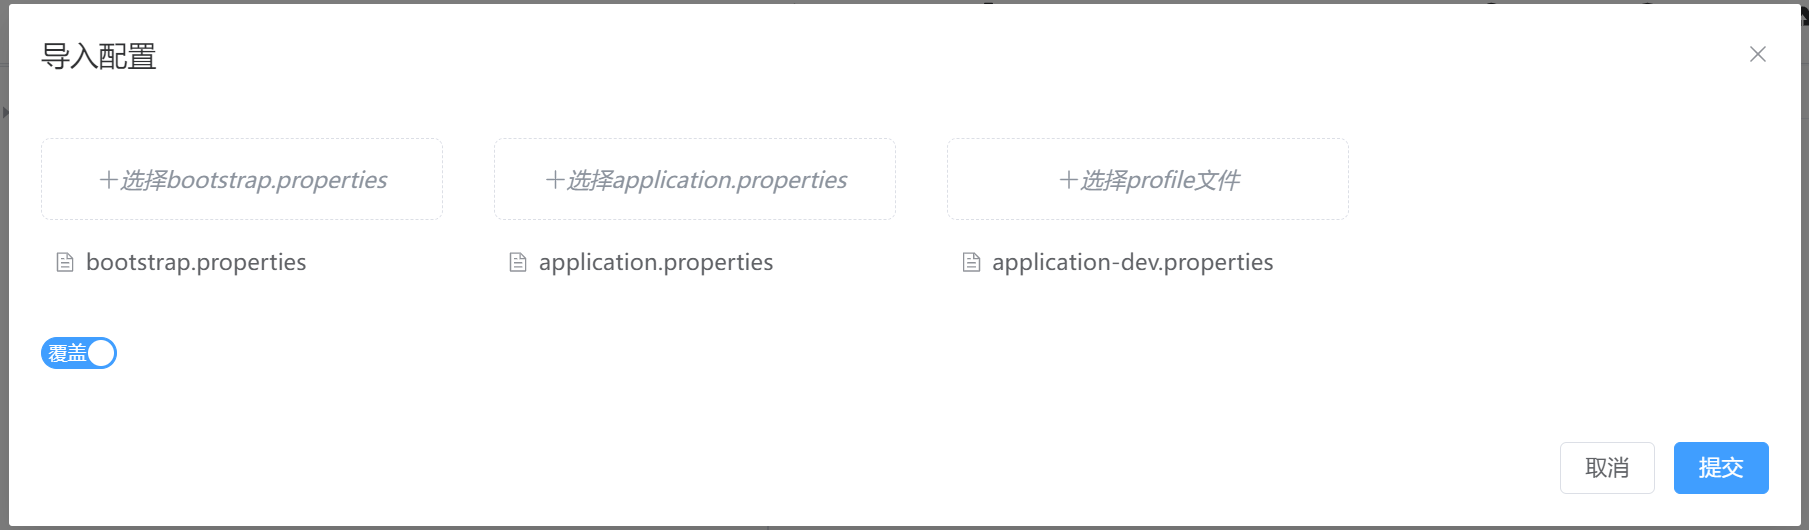 导入配置
+选择bootstrap.properties
+选择application.properties
+选择profile文件
bootstrap.properties
application.properties
application-dev.properties
覆盖
取消
提交